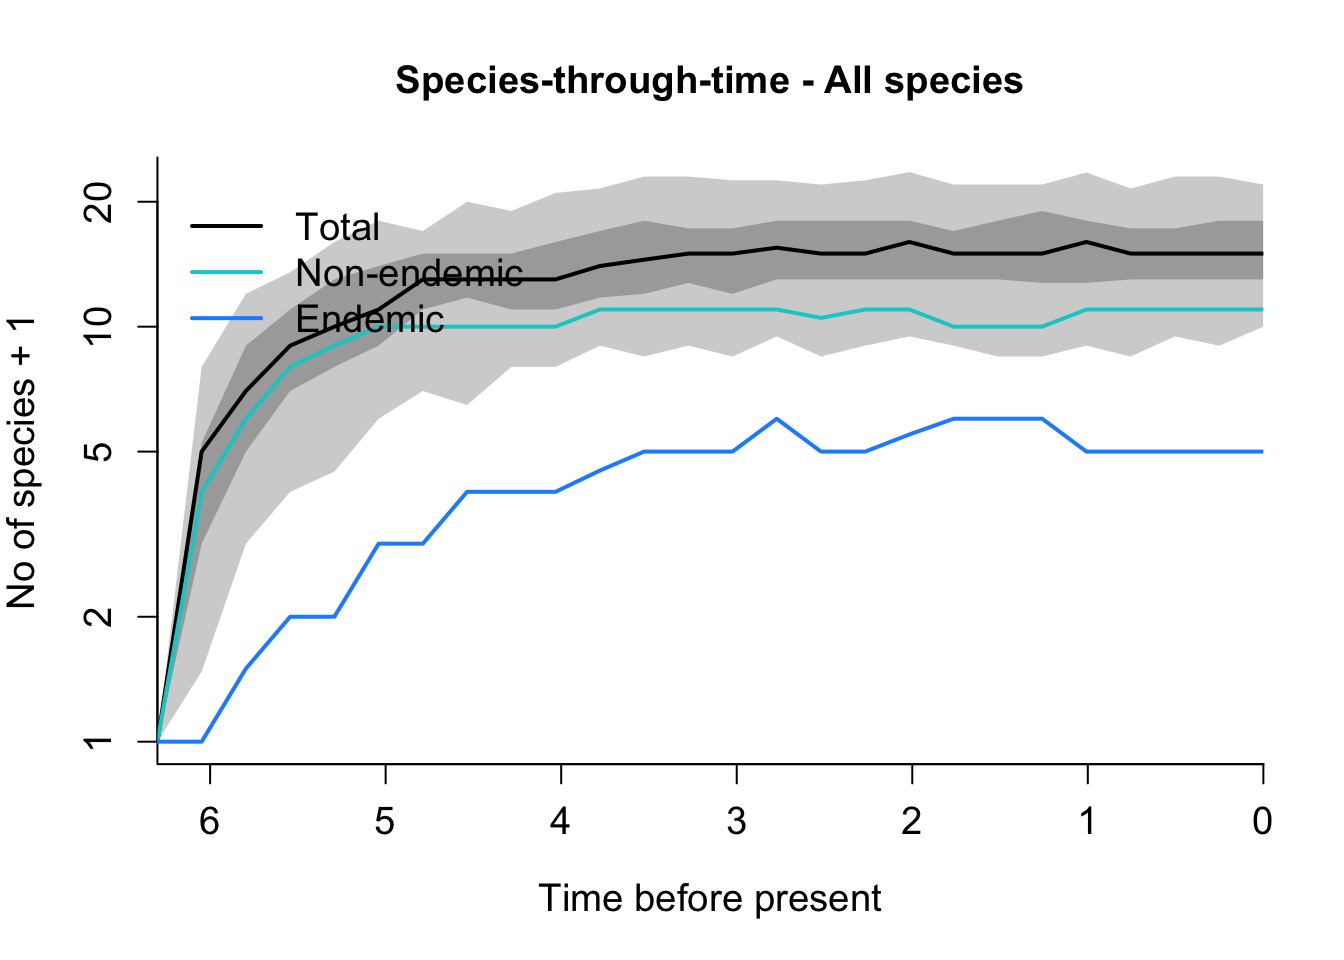 Species-through-time - All species
No of species + 1
20
10
5
2
1
Total
Non-endemic
Endemic
6 5 4 3 2 1 0
Time before present